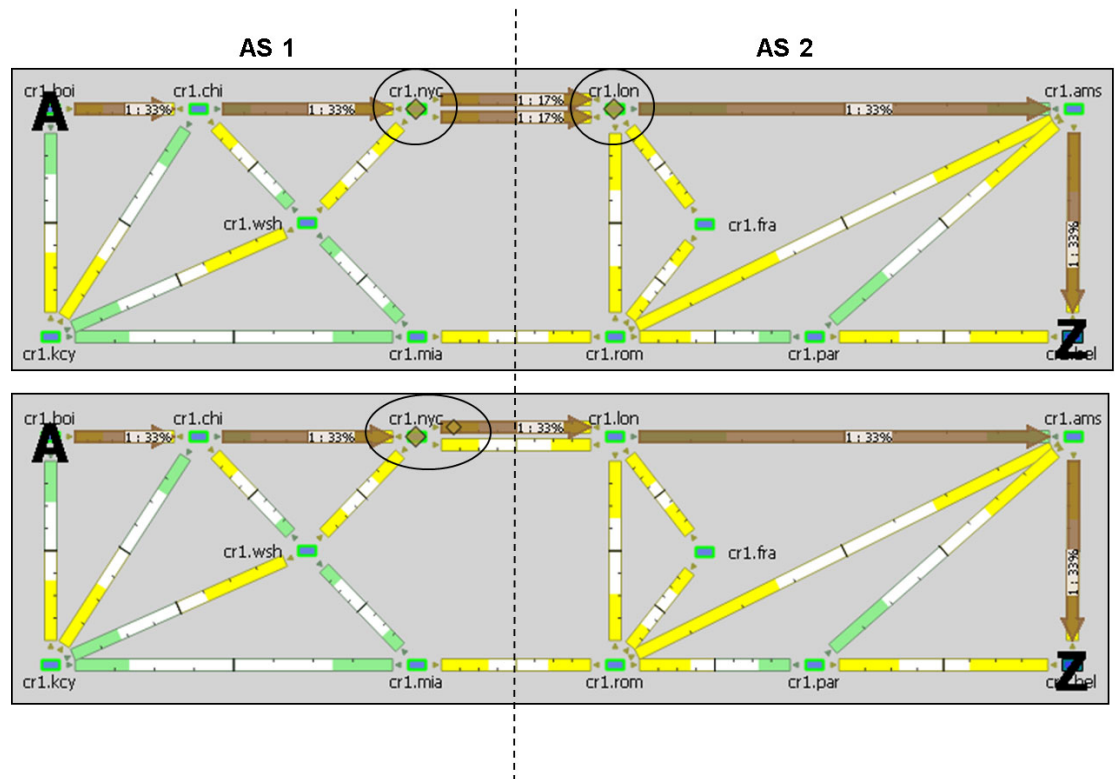 AS 1 AS 2
cr1.boi cr1.chi cr1.nyc cr1.lon cr1.ams
A 1 : 33% 1 : 33% 1 : 17% 1 : 33%
1 : 17%
cr1.wsh cr1.fra
1 : 33%
Z
cr1.kcy cr1.mia cr1.rom cr1.par
cr1.boi cr1.chi cr1.nyc cr1.lon cr1.ams
A 1 : 33% 1 : 33% 1 : 33% 1 : 33%
cr1.wsh cr1.fra
1 : 33%
Z
cr1.kcy cr1.mia cr1.rom cr1.par